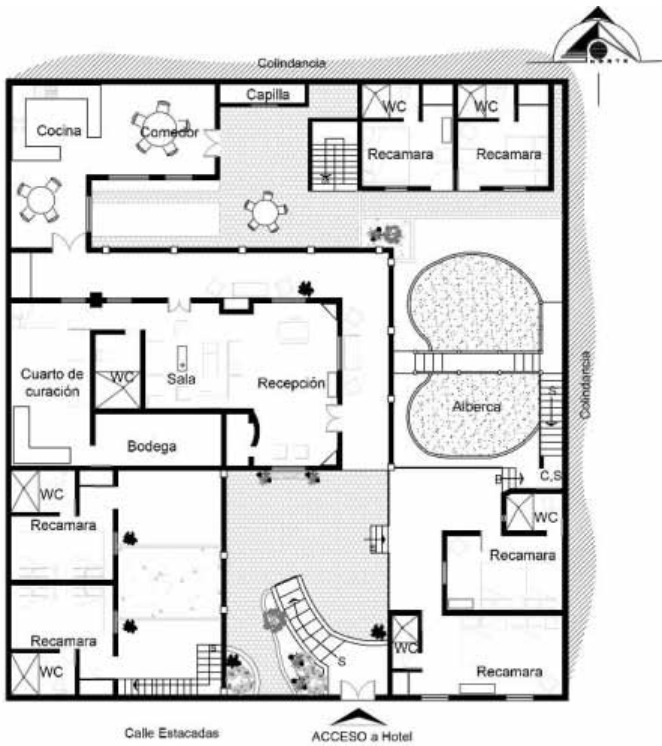 NORTE
Colindancia
Capilla
WC
WC
Cocina
Comedor
Recamara
Recamara
S
Cuarto de
curación
WC
Sala
Recepción
Alberca
S
Colindancia
Bodega
C,S
B
WC
WC
Recamara
Recamara
B
Recamara
WC
S
S
WC
Recamara
Calle Estacadas
ACCESO a Hotel